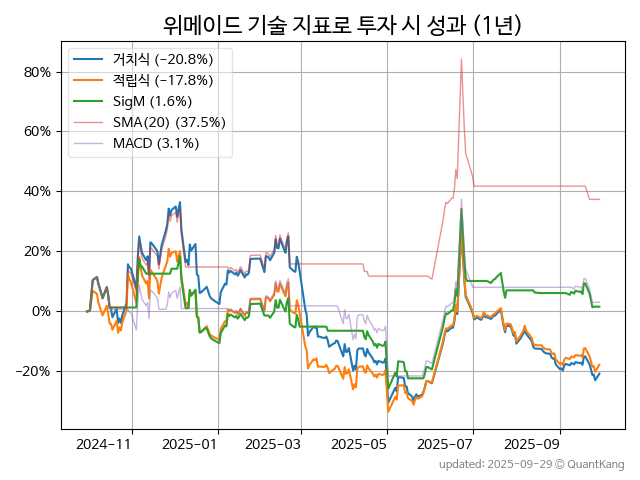 위메이드 기술 지표로 투자 시 성과 (1년)
거치식 (-20.8%)
적립식 (-17.8%)
SigM (1.6%)
SMA(20) (37.5%)
MACD (3.1%)
80%
60%
40%
20%
0%
-20%
2024-11 2025-01 2025-03 2025-05 2025-07 2025-09
updated: 2025-09-29 © QuantKang